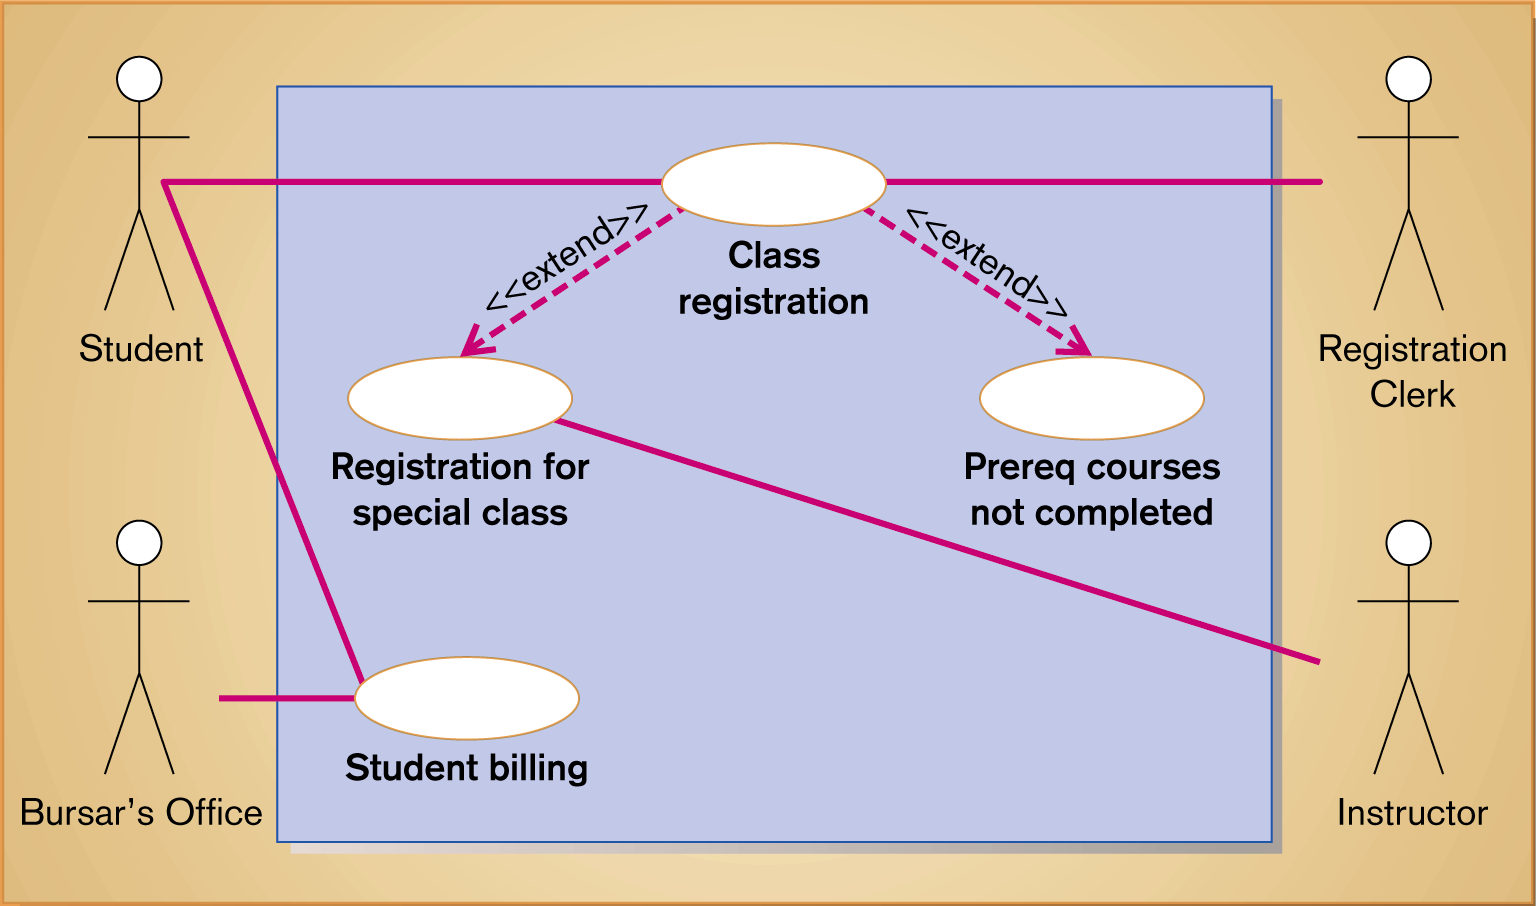 Student
Registration
Clerk
Class
registration
<<extend>>
<<extend>>
Registration for
special class
Prereq courses
not completed
Student billing
Bursar’s Office
Instructor